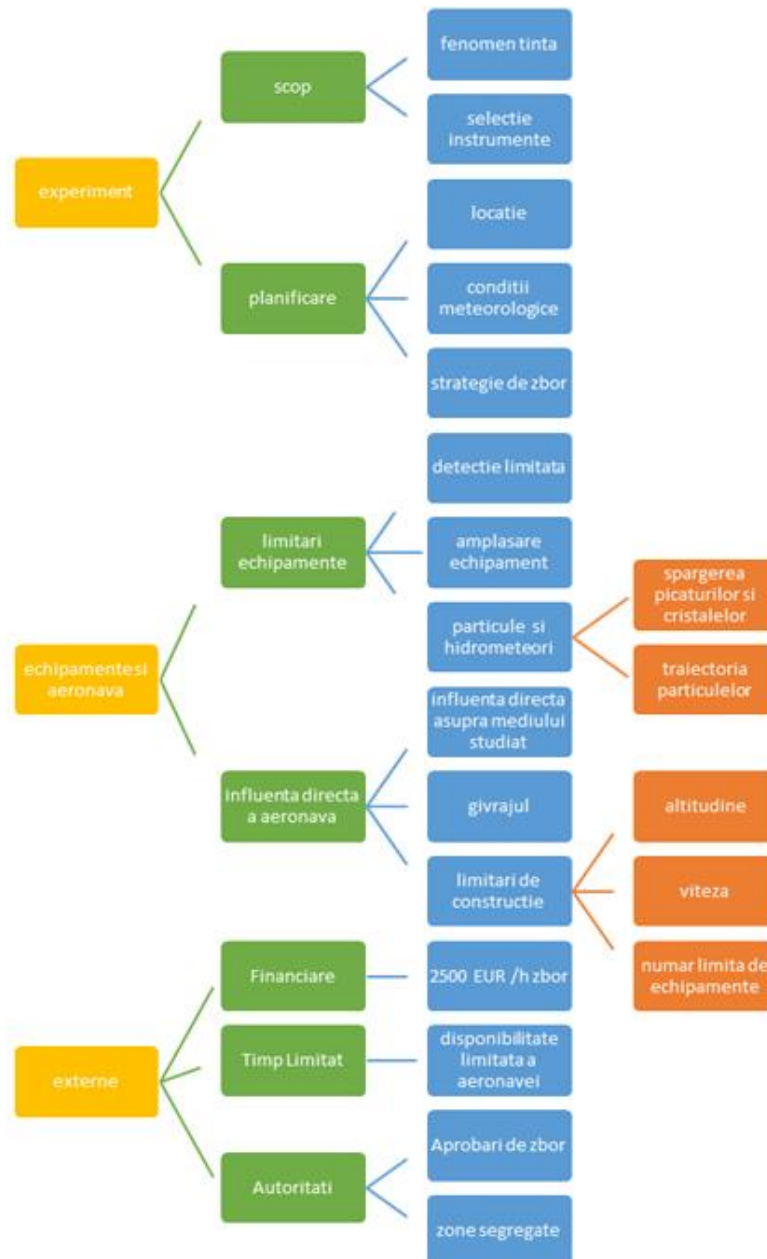 fenomen tinta
scop
selectie
instrumente
experiment
locatie
planificare
conditii
meteorologice
strategie de zbor
detectie limitata
limitari
echipamente
amplasare
echipament
spargerea
picaturilor si
cristalelor
particule si
hidrometeori
echipamente si
aeronava
traiectoria
particulelor
influenta directa
asupra mediului
studiat
influenta directa
a aeronava
givrajul
altitudine
limitari de
constructie
viteza
numar limita de
echipamente
Financiare
2500 EUR /h zbor
externe
Timp Limitat
disponibilitate
limitata a
aeronavei
Aprobari de zbor
Autoritati
zone segregate